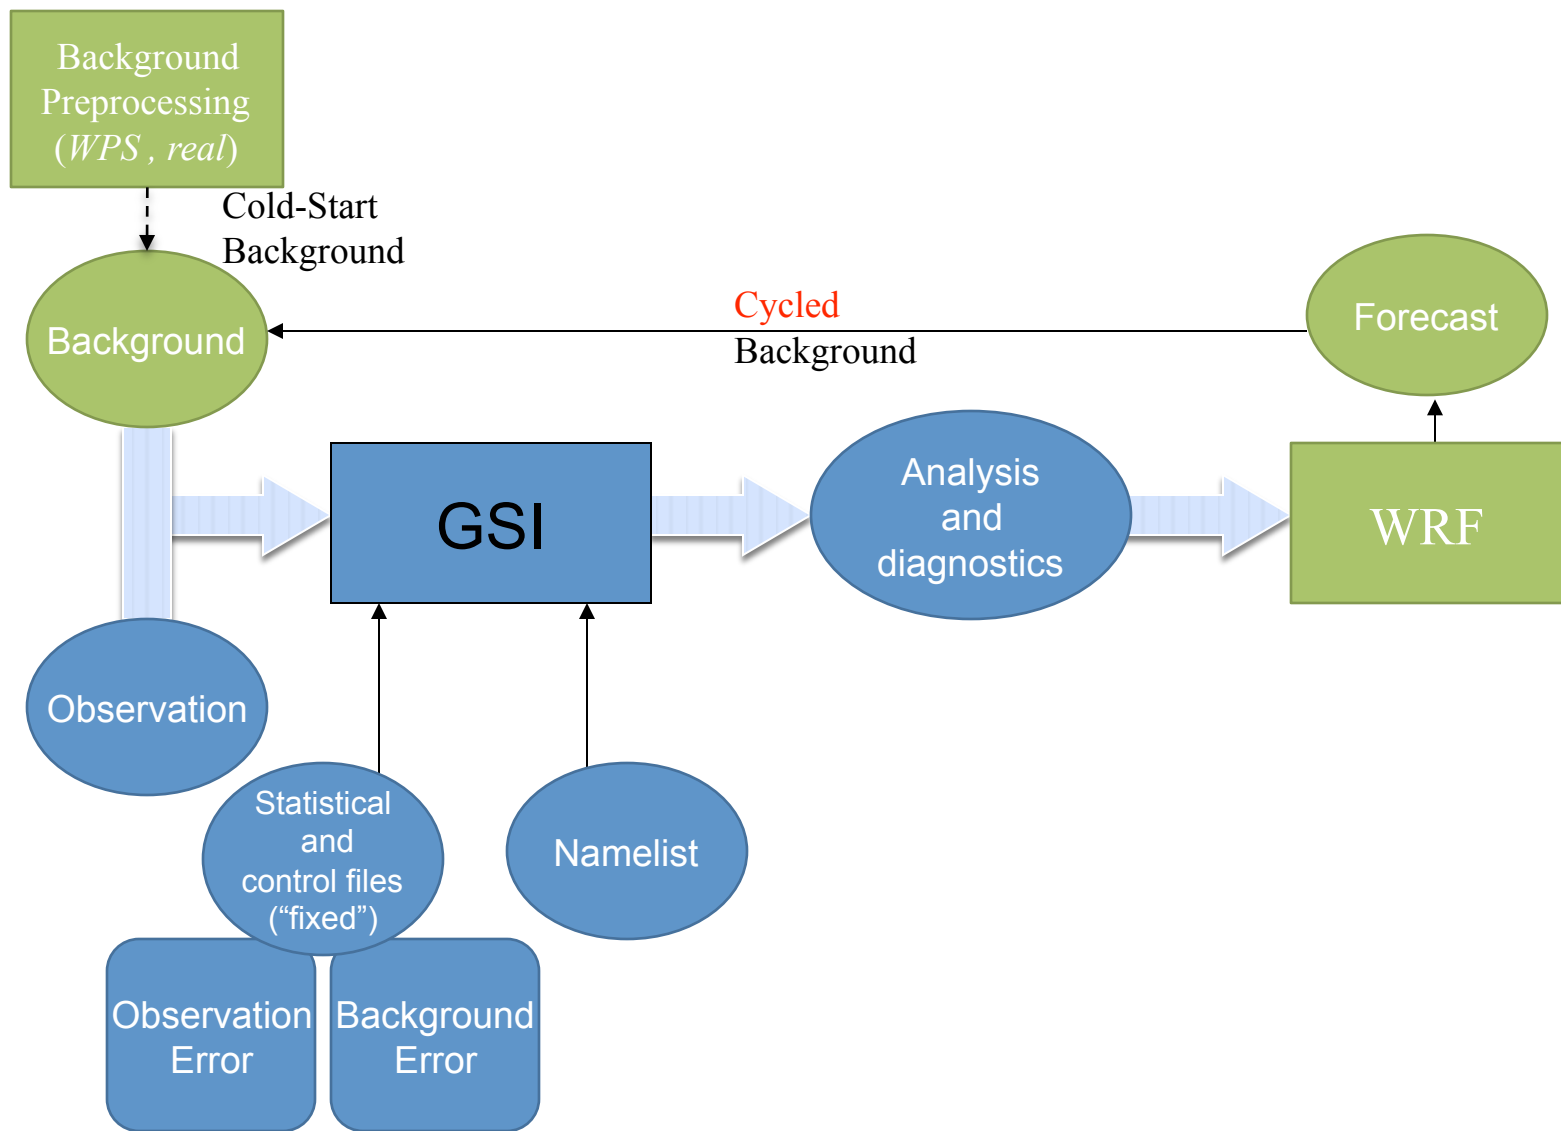 Background
Preprocessing
(WPS , real)
Cold-Start
Background
Background
Cycled
Background
Forecast
GSI
Analysis
and
diagnostics
WRF
Observation
Statistical
and
control files
(“fixed”)
Namelist
Observation
Error
Background
Error